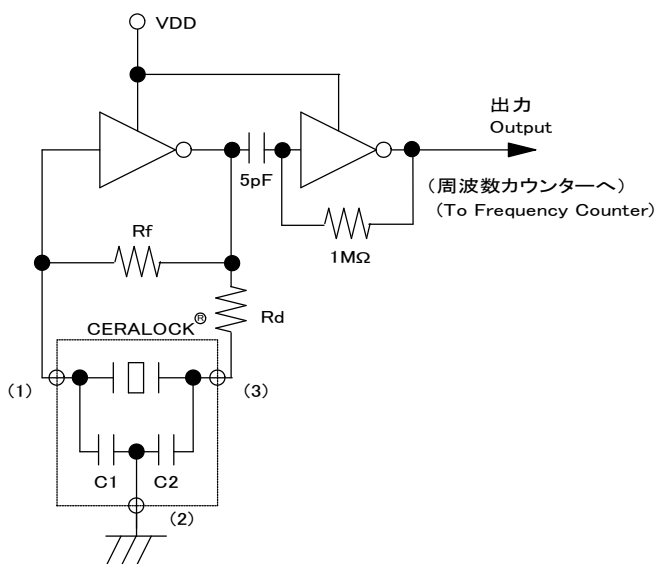 VDD
出力
Output
5pF
(周波数カウンターへ)
(To Frequency Counter)
Rf
1MΩ
CERALOCK®
Rd
(1)
(3)
C1
C2
(2)